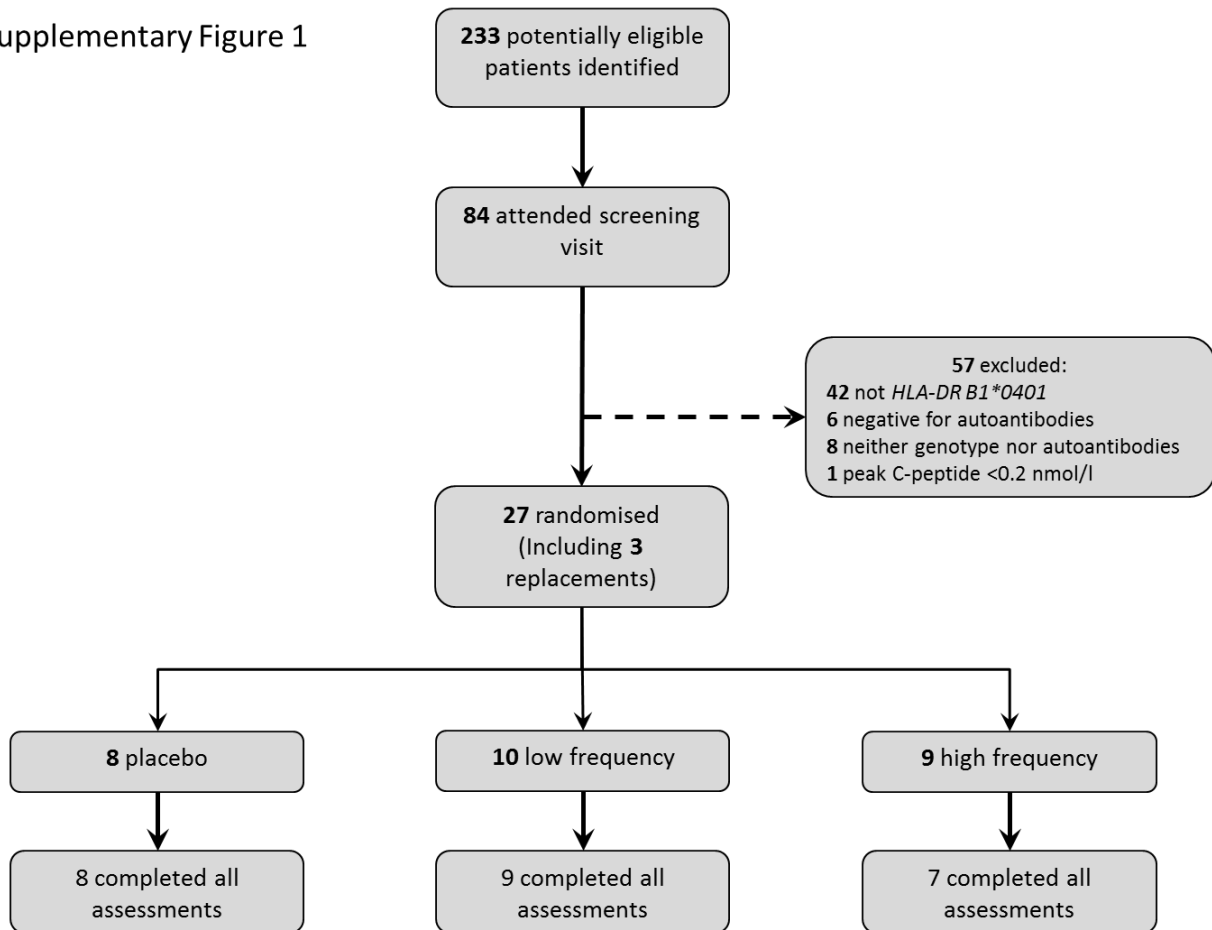 upplementary Figure 1
233 potentially eligible
patients identified
84 attended screening
visit
57 excluded:
42 not HLA-DR B1*0401
6 negative for autoantibodies
8 neither genotype nor autoantibodies
1 peak C-peptide <0.2 nmol/l
27 randomised
(Including 3
replacements)
8 placebo
10 low frequency
9 high frequency
8 completed all
assessments
9 completed all
assessments
7 completed all
assessments